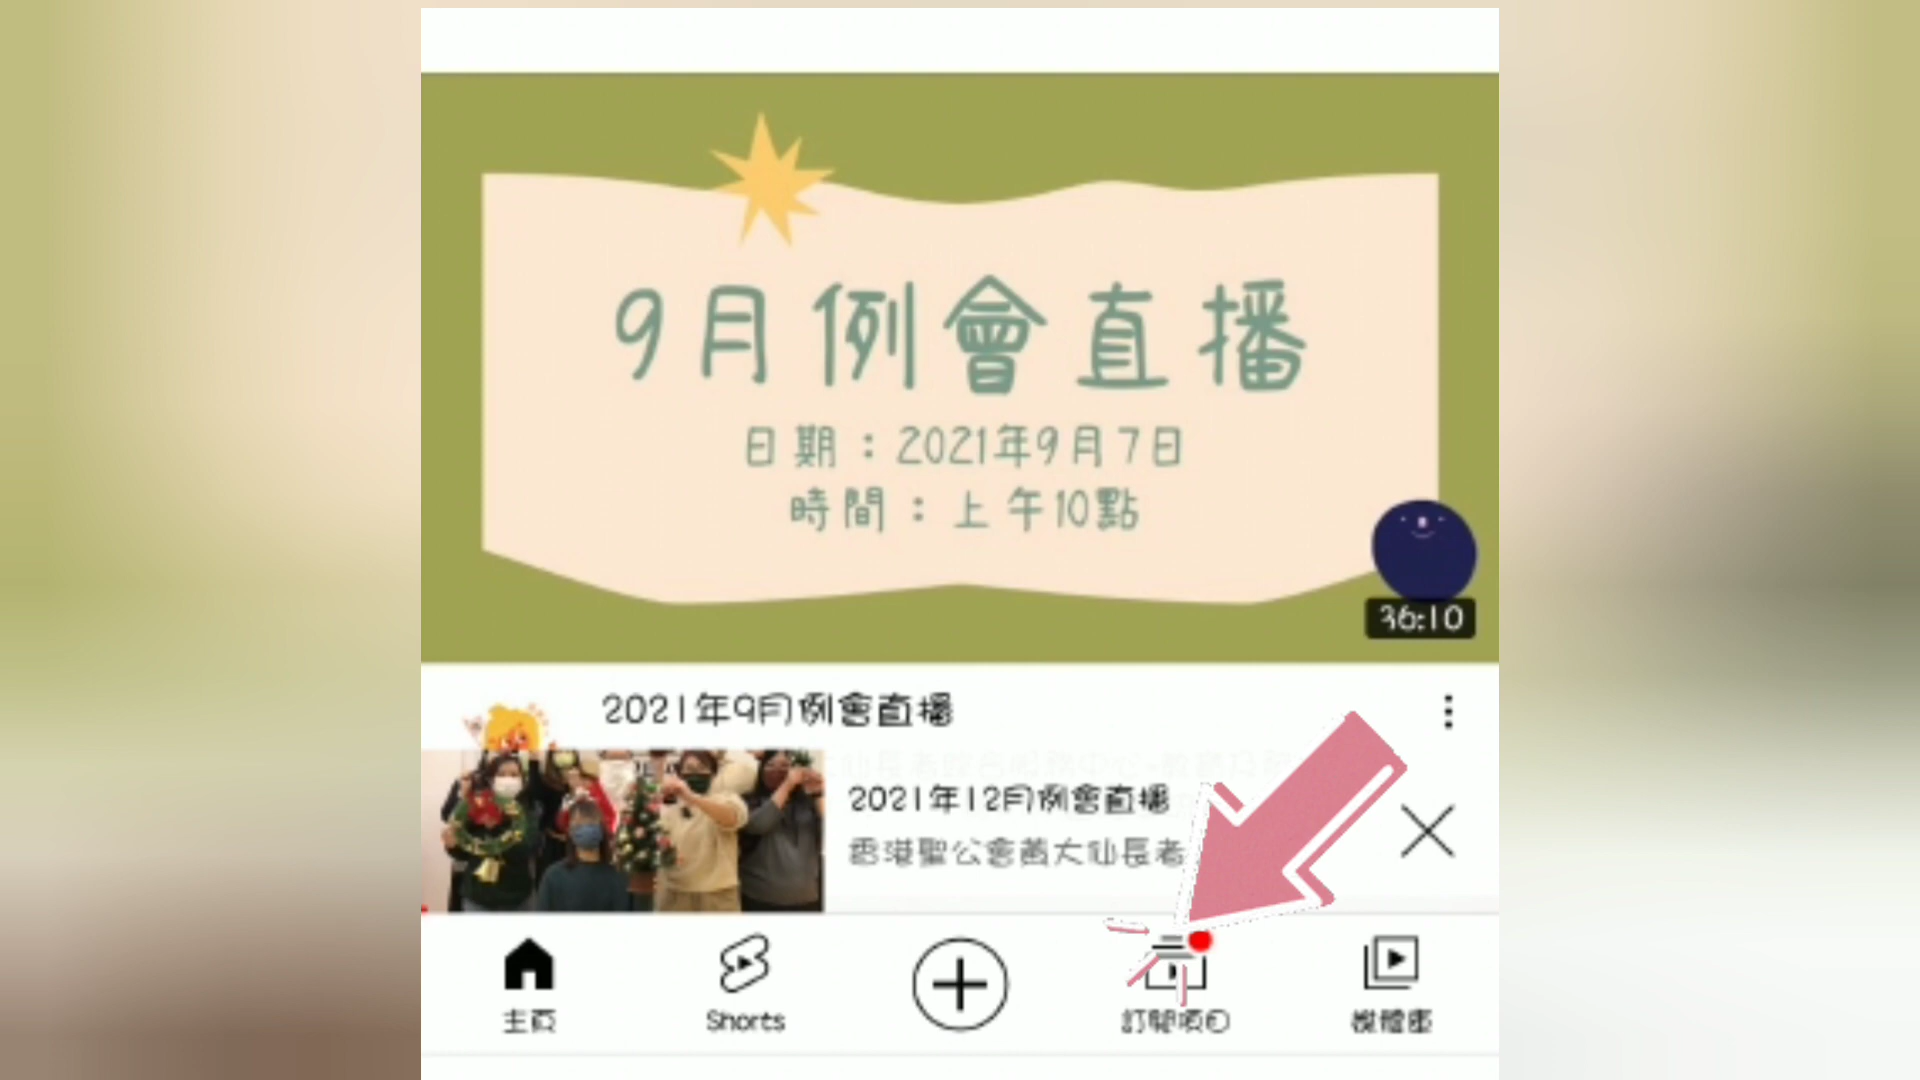 9月例會直播
日期：2021年9月7日
時間：上午10點
36:10
2021年9月例會直播
2021年12月例會直播
香港聖公會黃大仙長者
主頁
Shorts
訂閱項目
媒體庫